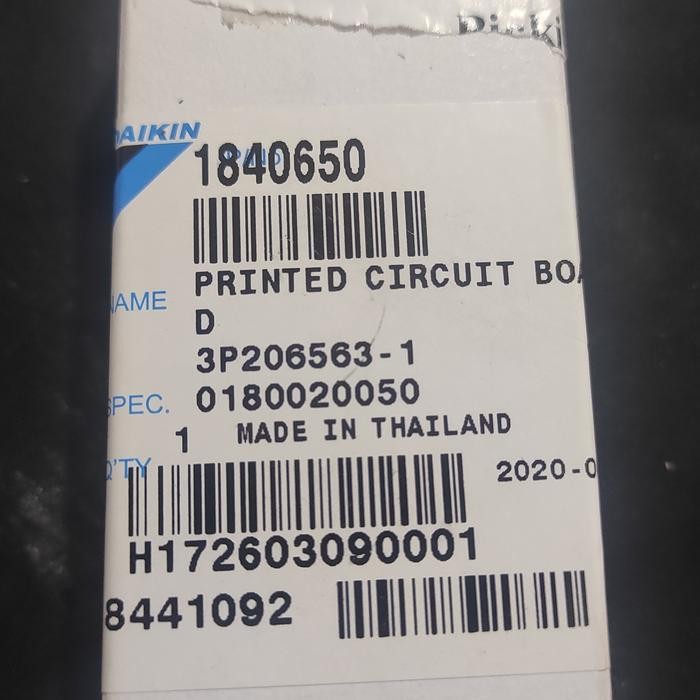 DAIKIN
1840650
NAME
PRINTED CIRCUIT BOA
D
3P206563-1
SPEC. 0180020050
1 MADE IN THAILAND
Q'TY
2020-0
H172603090001
8441092